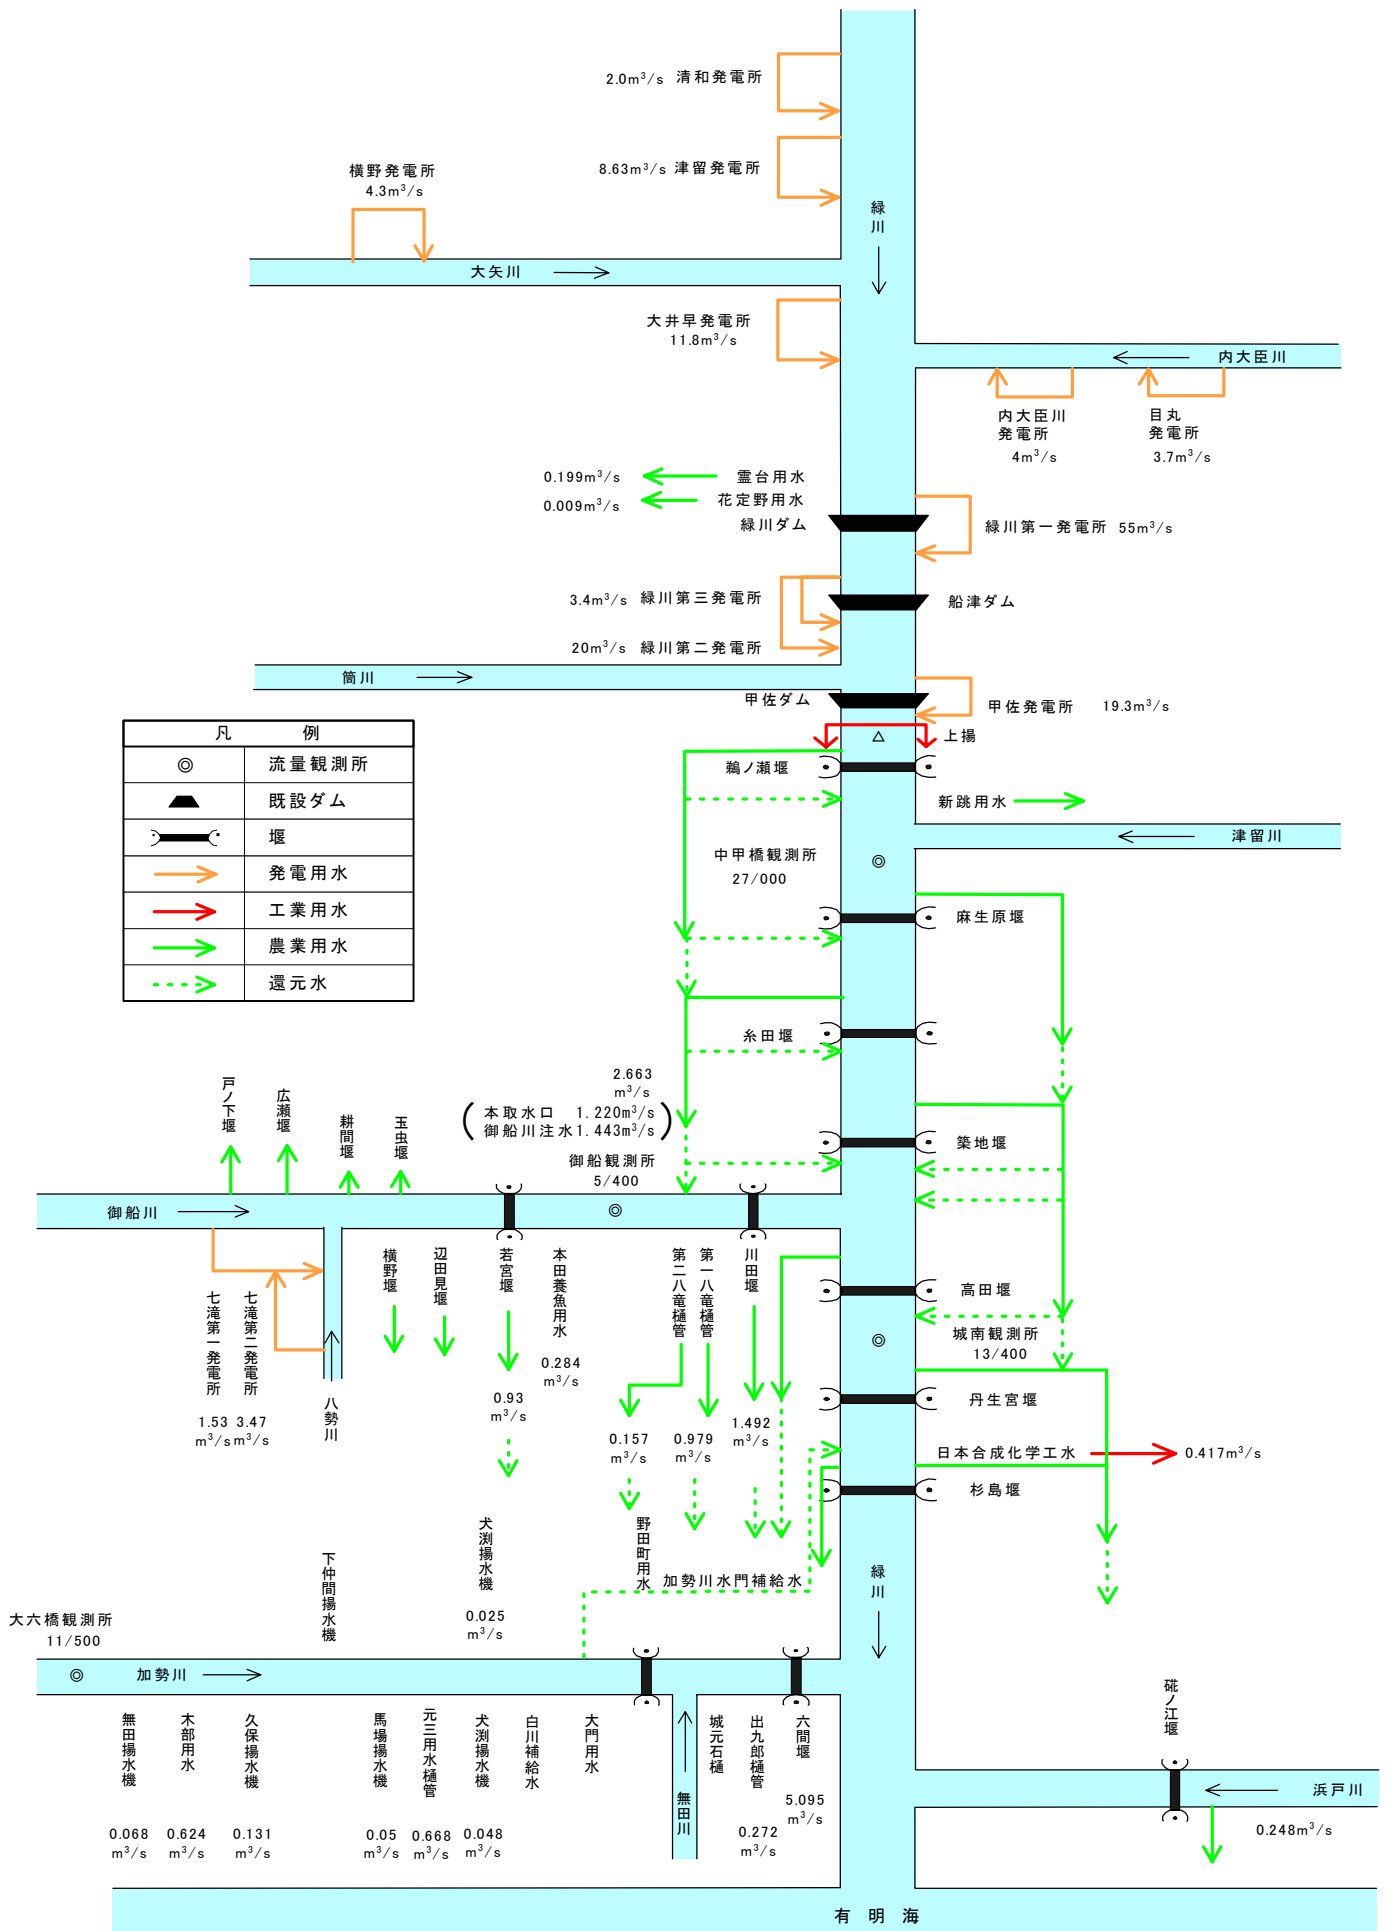 2.0m³/s 清和発電所
8.63m³/s 津留発電所
横野発電所
4.3m³/s
緑川
大矢川
大井早発電所
11.8m³/s
内大臣川
内大臣川
発電所
4m³/s
目丸
発電所
3.7m³/s
0.199m³/s 霊台用水
0.009m³/s 花定野用水
緑川ダム
緑川第一発電所 55m³/s
3.4m³/s 緑川第三発電所
船津ダム
20m³/s 緑川第二発電所
筒川
甲佐ダム
甲佐発電所 19.3m³/s
上揚
凡例
流量観測所
既設ダム
堰
発電用水
工業用水
農業用水
還元水
鵜ノ瀬堰
新跳用水
津留川
中甲橋観測所
27/000
麻生原堰
糸田堰
2.663
m³/s
(本取水口 1.220m³/s
御船川注水1.443m³/s)
築地堰
御船観測所
5/400
戸ノ下堰
広瀬堰
耕間堰
玉虫堰
御船川
七滝第一発電所
1.53
m³/s
七滝第二発電所
3.47
m³/s
八勢川
横野堰
辺田見堰
若宮堰
0.93
m³/s
本田養魚用水
0.284
m³/s
第二八竜樋管
0.157
m³/s
第一八竜樋管
0.979
m³/s
川田堰
1.492
m³/s
高田堰
城南観測所
13/400
丹生宮堰
日本合成化学工水 0.417m³/s
杉島堰
下仲間揚水機
犬渕揚水機
0.025
m³/s
野田町用水
加勢川水門補給水
緑川
大六橋観測所
11/500
加勢川
無田揚水機
0.068
m³/s
木部用水
0.624
m³/s
久保揚水機
0.131
m³/s
馬場揚水機
0.05
m³/s
元三用水樋管
0.668
m³/s
犬渕揚水機
0.048
m³/s
白川補給水
大門用水
無田川
城元石樋
出九郎樋管
0.272
m³/s
六間堰
5.095
m³/s
硴ノ江堰
浜戸川
0.248m³/s
有明海